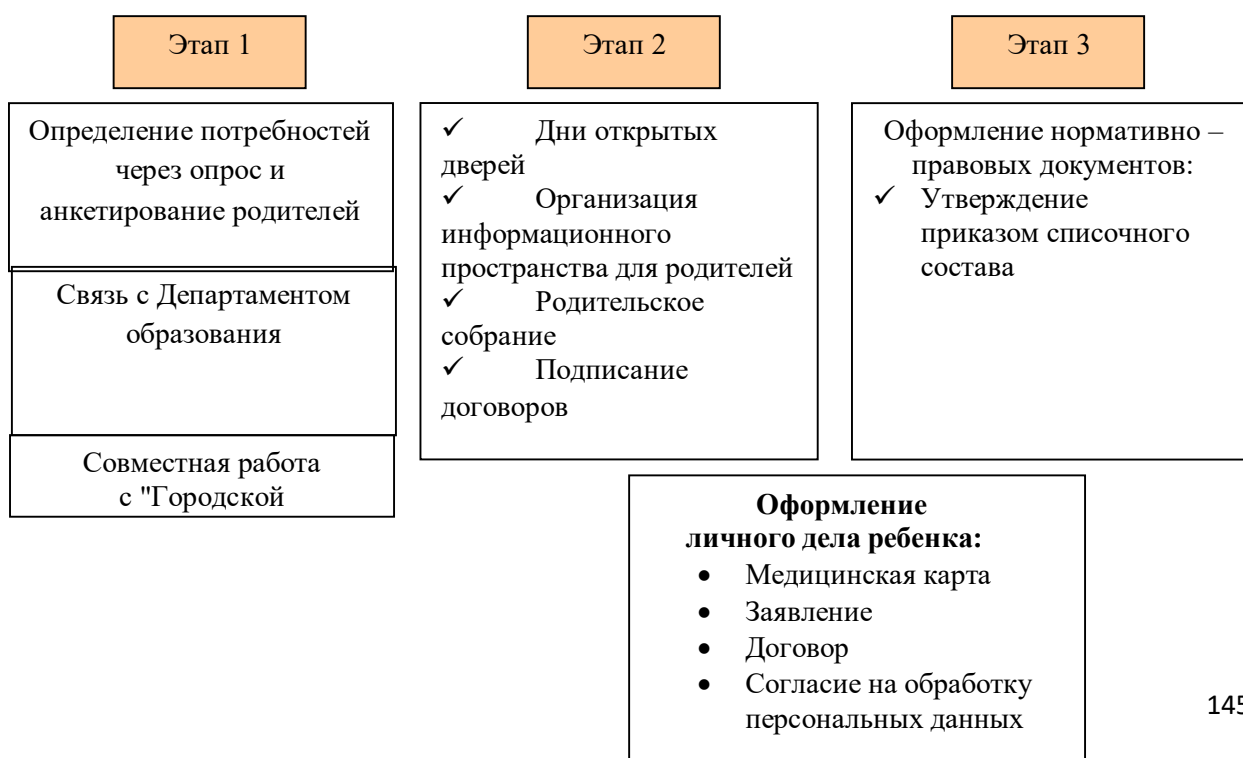 Этап 1
Этап 2
Этап 3
Определение потребностей
через опрос и
анкетирование родителей
Связь с Департаментом
образования
Совместная работа
с "Городской
✓ Дни открытых
дверей
✓ Организация
информационного
пространства для родителей
✓ Родительское
собрание
✓ Подписание
договоров
Оформление нормативно –
правовых документов:
✓ Утверждение
приказом списочного
состава
Оформление
личного дела ребенка:
• Медицинская карта
• Заявление
• Договор
• Согласие на обработку
персональных данных
145